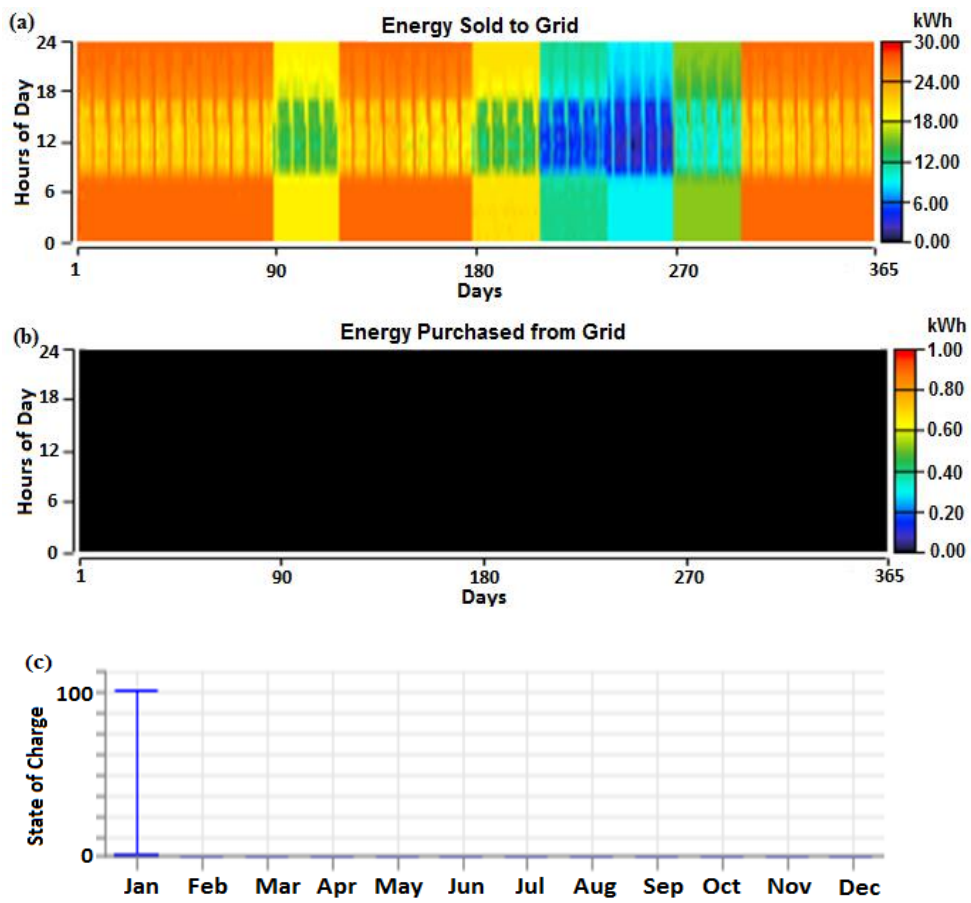 (a)
Energy Sold to Grid
kWh
24
18
12
6
0
Hours of Day
30.00
24.00
18.00
12.00
6.00
0.00
1
90
180
270
365
Days
(b)
Energy Purchased from Grid
kWh
24
18
12
6
0
Hours of Day
1.00
0.80
0.60
0.40
0.20
0.00
1
90
180
270
365
Days
(c)
100
0
State of Charge
Jan Feb Mar Apr May Jun Jul Aug Sep Oct Nov Dec